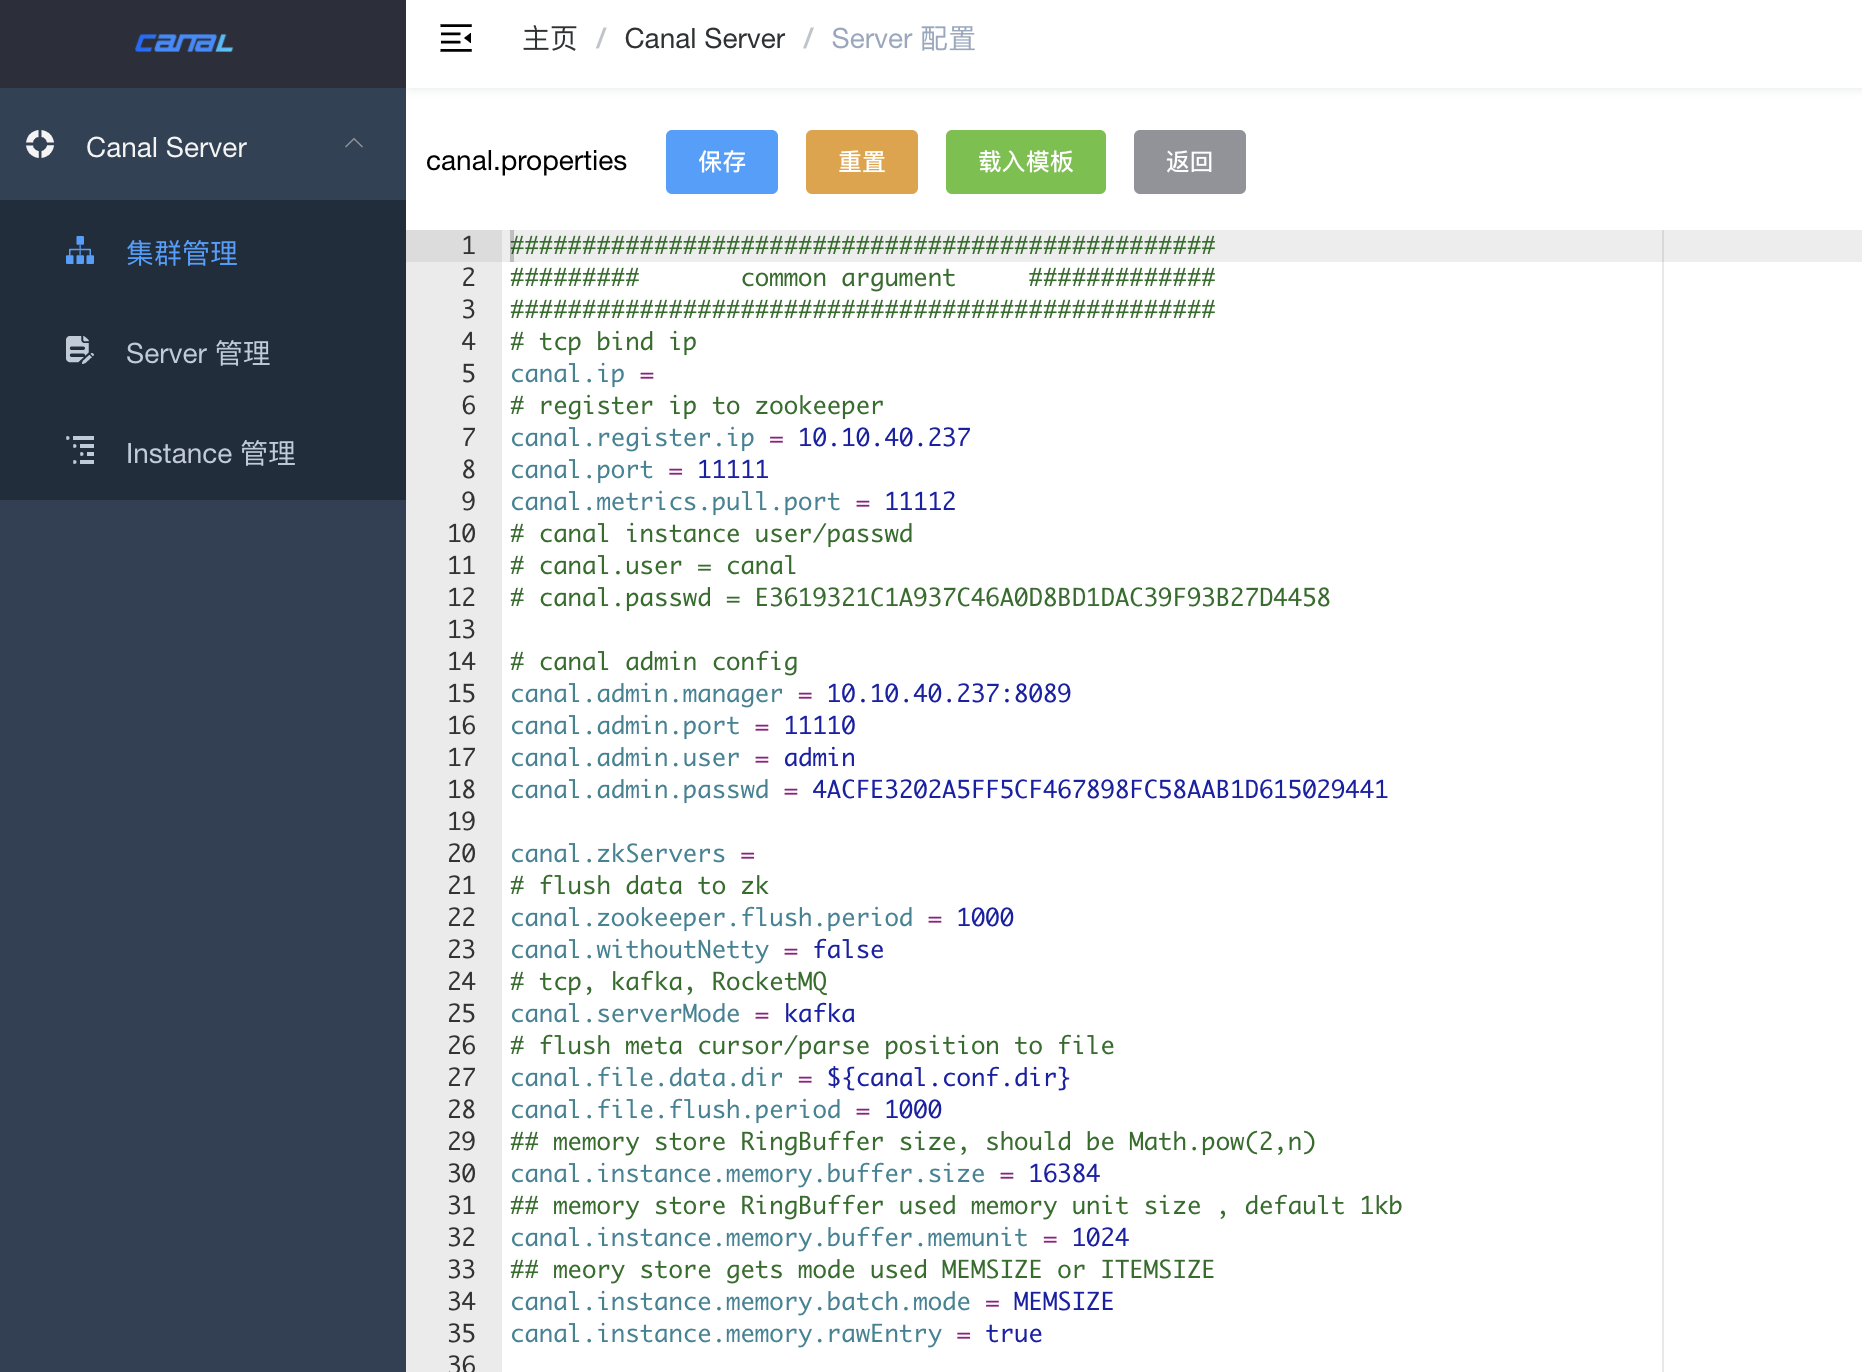 canal
主页 / Canal Server / Server 配置
Canal Server
集群管理
Server 管理
Instance 管理
canal.properties 保存 重置 载入模板 返回
1 #################################################
2 #########       common argument     #############
3 #################################################
4 # tcp bind ip
5 canal.ip =
6 # register ip to zookeeper
7 canal.register.ip = 10.10.40.237
8 canal.port = 11111
9 canal.metrics.pull.port = 11112
10 # canal instance user/passwd
11 # canal.user = canal
12 # canal.passwd = E3619321C1A937C46A0D8BD1DAC39F93B27D4458
13
14 # canal admin config
15 canal.admin.manager = 10.10.40.237:8089
16 canal.admin.port = 11110
17 canal.admin.user = admin
18 canal.admin.passwd = 4ACFE3202A5FF5CF467898FC58AAB1D615029441
19
20 canal.zkServers =
21 # flush data to zk
22 canal.zookeeper.flush.period = 1000
23 canal.withoutNetty = false
24 # tcp, kafka, RocketMQ
25 canal.serverMode = kafka
26 # flush meta cursor/parse position to file
27 canal.file.data.dir = ${canal.conf.dir}
28 canal.file.flush.period = 1000
29 ## memory store RingBuffer size, should be Math.pow(2,n)
30 canal.instance.memory.buffer.size = 16384
31 ## memory store RingBuffer used memory unit size , default 1kb
32 canal.instance.memory.buffer.memunit = 1024
33 ## meory store gets mode used MEMSIZE or ITEMSIZE
34 canal.instance.memory.batch.mode = MEMSIZE
35 canal.instance.memory.rawEntry = true
36